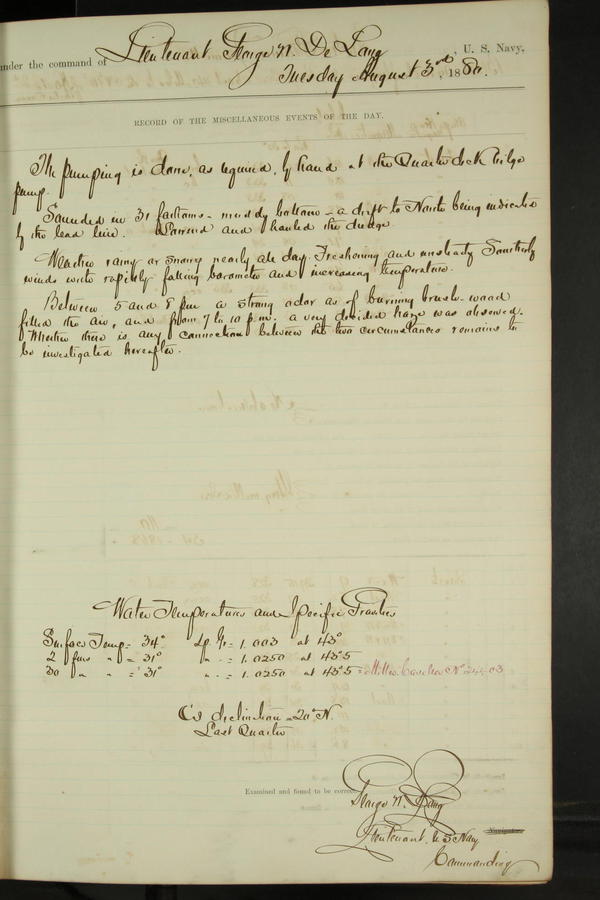 under the command of Lieutenant George W. De Long, U. S. Navy,
Tuesday August 3rd, 1880.
RECORD OF THE MISCELLANEOUS EVENTS OF THE DAY.
The pumping is done, as required, by hand at the Quarterdeck bilge
pump.
Sounded in 31 fathoms - muddy bottom - a drift to North being indicated
by the lead line. Lowered and hauled the dredge.
Weather rainy or snowy nearly all day. Freshening and unsteady Southerly
winds with rapidly falling barometer and increasing temperature.
Between 5 and 8 pm a strong odor as of burning brush-wood
filled the air, and from 7 to 10 p.m. a very decided haze was observed.
Whether there is any connection between the two circumstances remains to
be investigated hereafter.
Water Temperatures and Specific Gravities
Surface Temp = 34° Sp. Gr = 1.003 at 43°
2 fms " = 31° " = 1.0250 at 43°5
30 fm " = 31° " = 1.0250 at 43°5 Miller Casella No
C's declination = 20° N.
Last Quarter
Examined and found to be correct.
George W. De Long
Lieutenant. U.S. Navy
Navigator.
Commanding